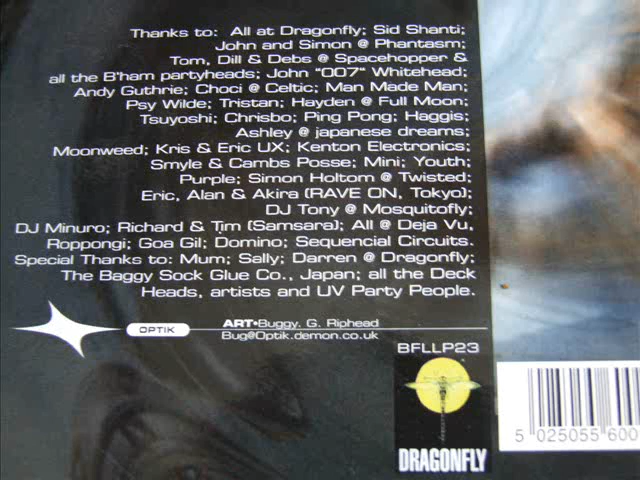 Thanks to: All at Dragonfly; Sid Shanti;
John and Simon @ Phantasm;
Tom, Dill & Debs @ Spacehopper &
all the B'ham partyheads; John "007" Whitehead;
Andy Guthrie; Choci @ Celtic; Man Made Man;
Psy Wilde; Tristan; Hayden @ Full Moon;
Tsuyoshi; Chrisbo; Ping Pong; Haggis;
Ashley @ japanese dreams;
Moonweed; Kris & Eric UX; Kenton Electronics;
Smyle & Cambs Posse; Mini; Youth;
Purple; Simon Holtom @ Twisted;
Eric, Alan & Akira (RAVE ON, Tokyo);
DJ Tony @ Mosquitofly;
DJ Minuro; Richard & Tim (Samsara); All @ Deja Vu,
Roppongi; Goa Gil; Domino; Sequencial Circuits.
Special Thanks to: Mum; Sally; Darren @ Dragonfly;
The Baggy Sock Glue Co., Japan; all the Deck
Heads, artists and UV Party People.
OPTIK
ART•Buggy. G. Riphead
Bug@Optik.demon.co.uk
BFLLP23
DRAGONFLY
5 025055 600